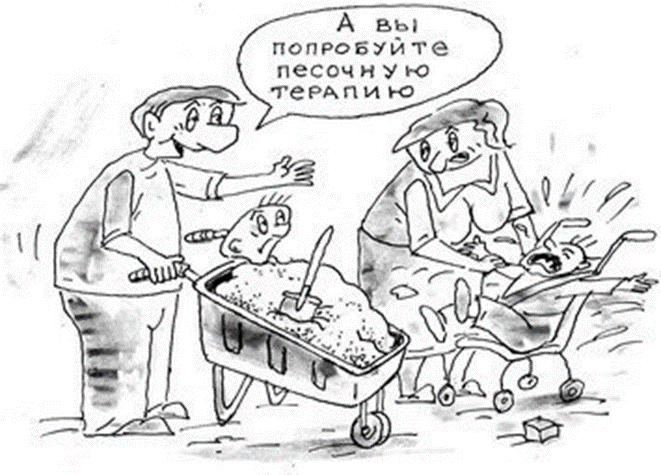 А вы
попробуйте
песочную
терапию